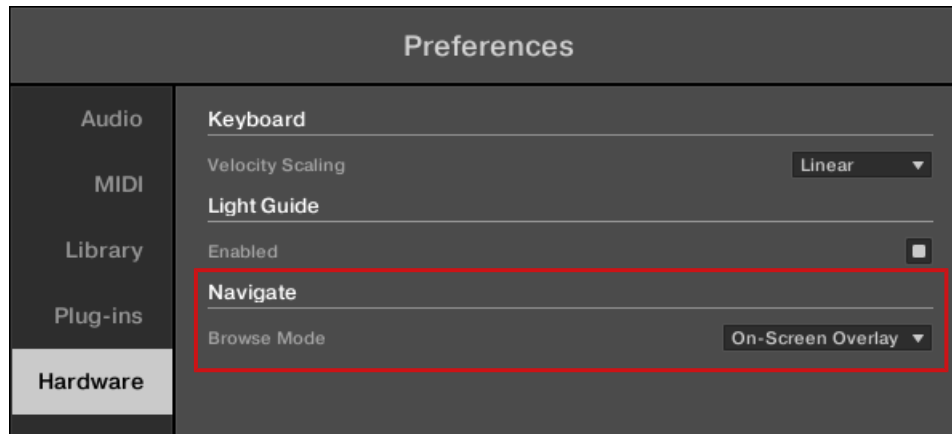 Preferences
Audio
MIDI
Library
Plug-ins
Hardware
Keyboard
Velocity Scaling Linear
Light Guide
Enabled
Navigate
Browse Mode On-Screen Overlay